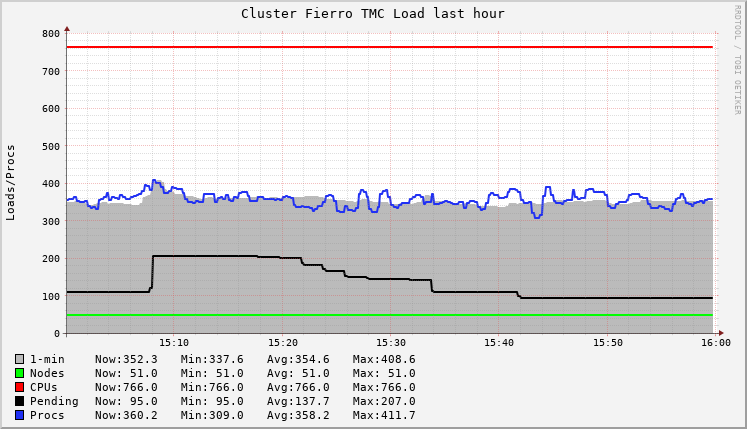 Cluster Fierro TMC Load last hour
RRDTOOL / TOBI OETIKER
Loads/Procs
800
700
600
500
400
300
200
100
0
15:10 15:20 15:30 15:40 15:50 16:00
1-min Now:352.3 Min:337.6 Avg:354.6 Max:408.6
Nodes Now: 51.0 Min: 51.0 Avg: 51.0 Max: 51.0
CPUs Now:766.0 Min:766.0 Avg:766.0 Max:766.0
Pending Now: 95.0 Min: 95.0 Avg:137.7 Max:207.0
Procs Now:360.2 Min:309.0 Avg:358.2 Max:411.7